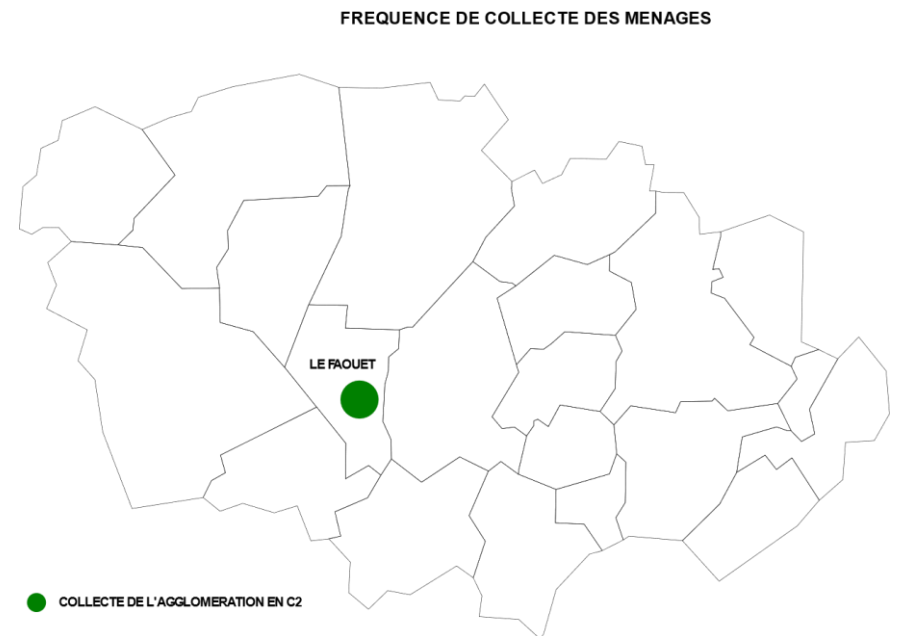 FREQUENCE DE COLLECTE DES MENAGES
LE FAOUET
COLLECTE DE L'AGGLOMERATION EN C2